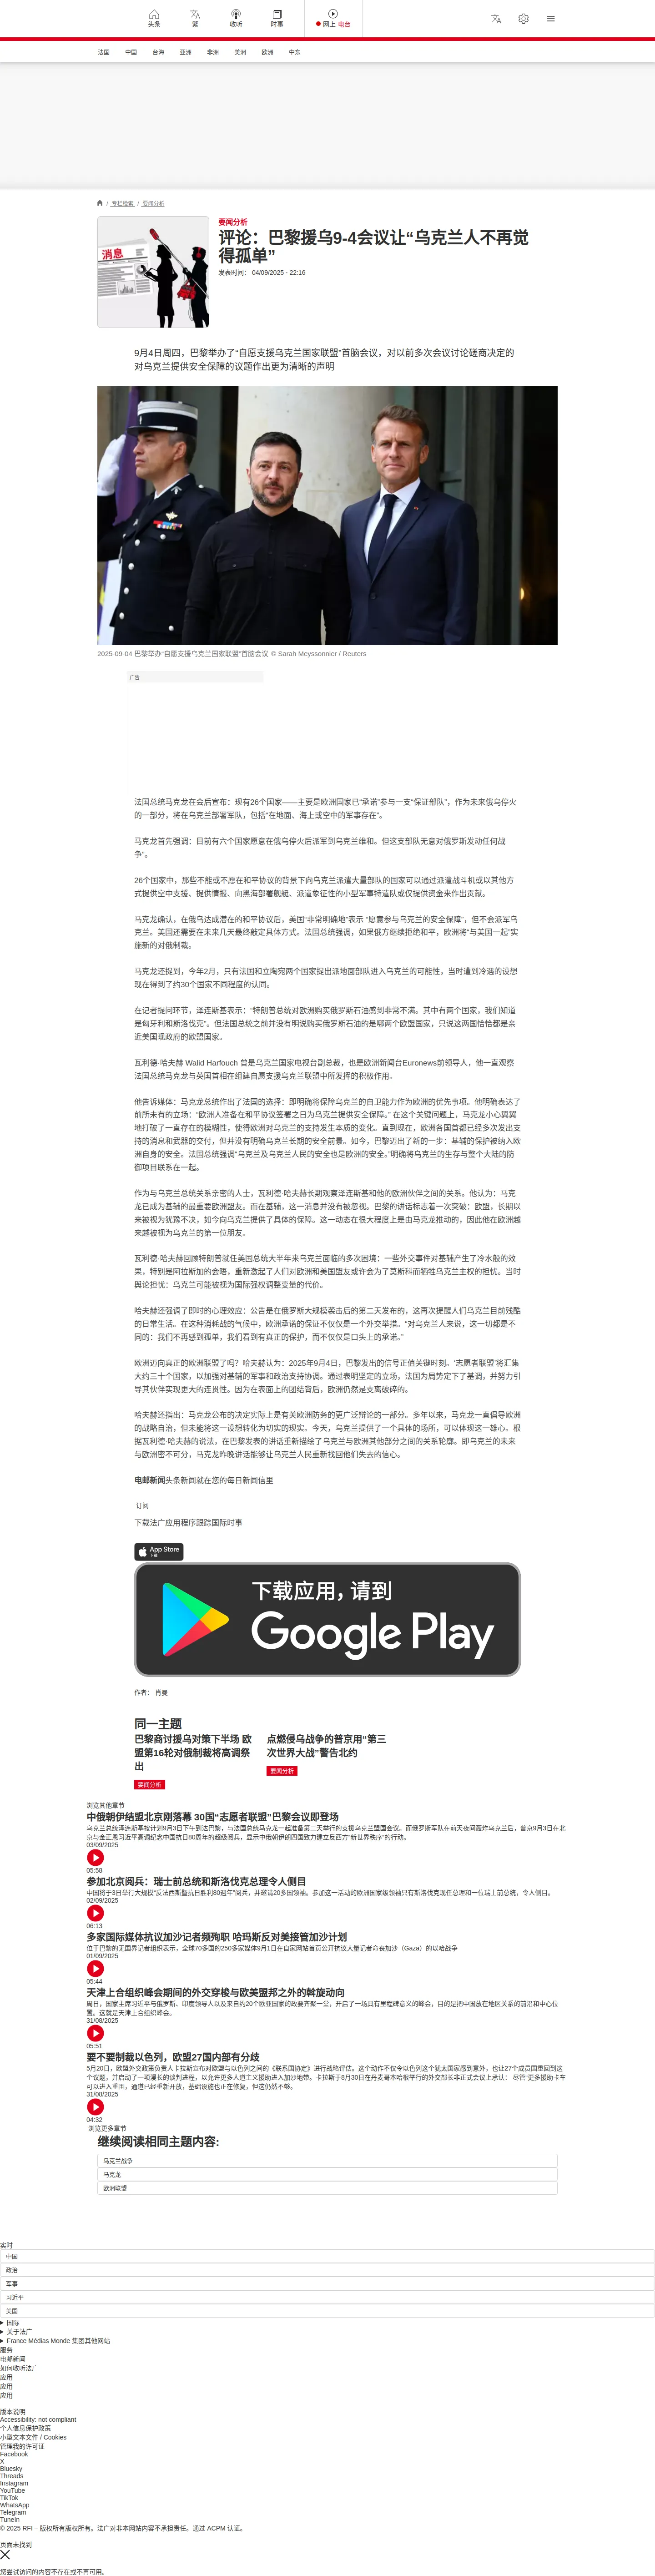 头条
繁
收听
时事
网上 电台
法国
中国
台海
亚洲
非洲
美洲
欧洲
中东
/ 专栏检索 / 要闻分析
消息
要闻分析
评论：巴黎援乌9-4会议让“乌克兰人不再觉
得孤单”
发表时间： 04/09/2025 - 22:16
9月4日周四，巴黎举办了“自愿支援乌克兰国家联盟”首脑会议，对以前多次会议讨论磋商决定的
对乌克兰提供安全保障的议题作出更为清晰的声明
2025-09-04 巴黎举办“自愿支援乌克兰国家联盟”首脑会议 © Sarah Meyssonnier / Reuters
广告
法国总统马克龙在会后宣布：现有26个国家——主要是欧洲国家已“承诺”参与一支“保证部队”，作为未来俄乌停火
的一部分，将在乌克兰部署军队，包括“在地面、海上或空中的军事存在”。
马克龙首先强调：目前有六个国家愿意在俄乌停火后派军到乌克兰维和。但这支部队无意对俄罗斯发动任何战
争”。
26个国家中，那些不能或不愿在和平协议的背景下向乌克兰派遣大量部队的国家可以通过派遣战斗机或以其他方
式提供空中支援、提供情报、向黑海部署舰艇、派遣象征性的小型军事特遣队或仅提供资金来作出贡献。
马克龙确认，在俄乌达成潜在的和平协议后，美国“非常明确地”表示 “愿意参与乌克兰的安全保障”，但不会派军乌
克兰。美国还需要在未来几天最终敲定具体方式。法国总统强调，如果俄方继续拒绝和平，欧洲将“与美国一起”实
施新的对俄制裁。
马克龙还提到，今年2月，只有法国和立陶宛两个国家提出派地面部队进入乌克兰的可能性，当时遭到冷遇的设想
现在得到了约30个国家不同程度的认同。
在记者提问环节，泽连斯基表示：“特朗普总统对欧洲购买俄罗斯石油感到非常不满。其中有两个国家，我们知道
是匈牙利和斯洛伐克”。但法国总统之前并没有明说购买俄罗斯石油的是哪两个欧盟国家，只说这两国恰恰都是亲
近美国现政府的欧盟国家。
瓦利德·哈夫赫 Walid Harfouch 曾是乌克兰国家电视台副总裁，也是欧洲新闻台Euronews前领导人，他一直观察
法国总统马克龙与英国首相在组建自愿支援乌克兰联盟中所发挥的积极作用。
他告诉媒体：马克龙总统作出了法国的选择：即明确将保障乌克兰的自卫能力作为欧洲的优先事项。他明确表达了
前所未有的立场：“欧洲人准备在和平协议签署之日为乌克兰提供安全保障。” 在这个关键问题上，马克龙小心翼翼
地打破了一直存在的模糊性，使得欧洲对乌克兰的支持发生本质的变化。直到现在，欧洲各国首都已经多次发出支
持的消息和武器的交付，但并没有明确乌克兰长期的安全前景。如今，巴黎迈出了新的一步：基辅的保护被纳入欧
洲自身的安全。法国总统强调“乌克兰及乌克兰人民的安全也是欧洲的安全。”明确将乌克兰的生存与整个大陆的防
御项目联系在一起。
作为与乌克兰总统关系亲密的人士，瓦利德·哈夫赫长期观察泽连斯基和他的欧洲伙伴之间的关系。他认为：马克
龙已成为基辅的最重要欧洲盟友。而在基辅，这一消息并没有被忽视。巴黎的讲话标志着一次突破：欧盟，长期以
来被视为犹豫不决，如今向乌克兰提供了具体的保障。这一动态在很大程度上是由马克龙推动的，因此他在欧洲越
来越被视为乌克兰的第一位朋友。
瓦利德·哈夫赫回顾特朗普就任美国总统大半年来乌克兰面临的多次困境：一些外交事件对基辅产生了冷水般的效
果，特别是阿拉斯加的会晤，重新激起了人们对欧洲和美国盟友或许会为了莫斯科而牺牲乌克兰主权的担忧。当时
舆论担忧：乌克兰可能被视为国际强权调整变量的代价。
哈夫赫还强调了即时的心理效应：公告是在俄罗斯大规模袭击后的第二天发布的，这再次提醒人们乌克兰目前残酷
的日常生活。在这种消耗战的气候中，欧洲承诺的保证不仅仅是一个外交举措。“对乌克兰人来说，这一切都是不
同的：我们不再感到孤单，我们看到有真正的保护，而不仅仅是口头上的承诺。”
欧洲迈向真正的欧洲联盟了吗？哈夫赫认为：2025年9月4日，巴黎发出的信号正值关键时刻。‘志愿者联盟’将汇集
大约三十个国家，以加强对基辅的军事和政治支持协调。通过表明坚定的立场，法国为局势定下了基调，并努力引
导其伙伴实现更大的连贯性。因为在表面上的团结背后，欧洲仍然是支离破碎的。
哈夫赫还指出：马克龙公布的决定实际上是有关欧洲防务的更广泛辩论的一部分。多年以来，马克龙一直倡导欧洲
的战略自治，但未能将这一设想转化为切实的现实。今天，乌克兰提供了一个具体的场所，可以体现这一雄心。根
据瓦利德·哈夫赫的说法，在巴黎发表的讲话重新描绘了乌克兰与欧洲其他部分之间的关系轮廓。即乌克兰的未来
与欧洲密不可分，马克龙昨晚讲话能够让乌克兰人民重新找回他们失去的信心。
电邮新闻头条新闻就在您的每日新闻信里
订阅
下载法广应用程序跟踪国际时事
App Store
下载
下载应用，请到
Google Play
作者： 肖曼
同一主题
巴黎商讨援乌对策下半场 欧
盟第16轮对俄制裁将高调祭
出
要闻分析
点燃侵乌战争的普京用“第三
次世界大战”警告北约
要闻分析
浏览其他章节
中俄朝伊结盟北京刚落幕 30国“志愿者联盟”巴黎会议即登场
乌克兰总统泽连斯基按计划9月3日下午到达巴黎，与法国总统马克龙一起准备第二天举行的支援乌克兰盟国会议。而俄罗斯军队在前天夜间轰炸乌克兰后，普京9月3日在北
京与金正恩习近平高调纪念中国抗日80周年的超级阅兵，显示中俄朝伊朗四国致力建立反西方“新世界秩序”的行动。
03/09/2025
05:58
参加北京阅兵：瑞士前总统和斯洛伐克总理令人侧目
中国将于3日举行大规模“反法西斯暨抗日胜利80週年”阅兵，并邀请20多国领袖。参加这一活动的欧洲国家级领袖只有斯洛伐克现任总理和一位瑞士前总统，令人侧目。
02/09/2025
06:13
多家国际媒体抗议加沙记者频殉职 哈玛斯反对美接管加沙计划
位于巴黎的无国界记者组织表示，全球70多国的250多家媒体9月1日在自家网站首页公开抗议大量记者命丧加沙（Gaza）的以哈战争
01/09/2025
05:44
天津上合组织峰会期间的外交穿梭与欧美盟邦之外的斡旋动向
周日，国家主席习近平与俄罗斯、印度领导人以及来自约20个欧亚国家的政要齐聚一堂，开启了一场具有里程碑意义的峰会，目的是把中国放在地区关系的前沿和中心位
置。这就是天津上合组织峰会。
31/08/2025
05:51
要不要制裁以色列，欧盟27国内部有分歧
5月20日，欧盟外交政策负责人卡拉斯宣布对欧盟与以色列之间的《联系国协定》进行战略评估。这个动作不仅令以色列这个犹太国家感到意外，也让27个成员国重回到这
个议题，并启动了一项漫长的谈判进程，以允许更多人道主义援助进入加沙地带。卡拉斯于8月30日在丹麦哥本哈根举行的外交部长非正式会议上承认： 尽管“更多援助卡车
可以进入重围，通道已经重新开放，基础设施也正在修复，但这仍然不够。
31/08/2025
04:32
浏览更多章节
继续阅读相同主题内容:
乌克兰战争
马克龙
欧洲联盟
实时
中国
政治
军事
习近平
美国
国际
关于法广
France Médias Monde 集团其他网站
服务
电邮新闻
如何收听法广
应用
应用
应用
版本说明
Accessibility: not compliant
个人信息保护政策
小型文本文件 / Cookies
管理我的许可证
Facebook
X
Bluesky
Threads
Instagram
YouTube
TikTok
WhatsApp
Telegram
TuneIn
© 2025 RFI – 版权所有版权所有。法广对非本网站内容不承担责任。通过 ACPM 认证。
页面未找到
您尝试访问的内容不存在或不再可用。